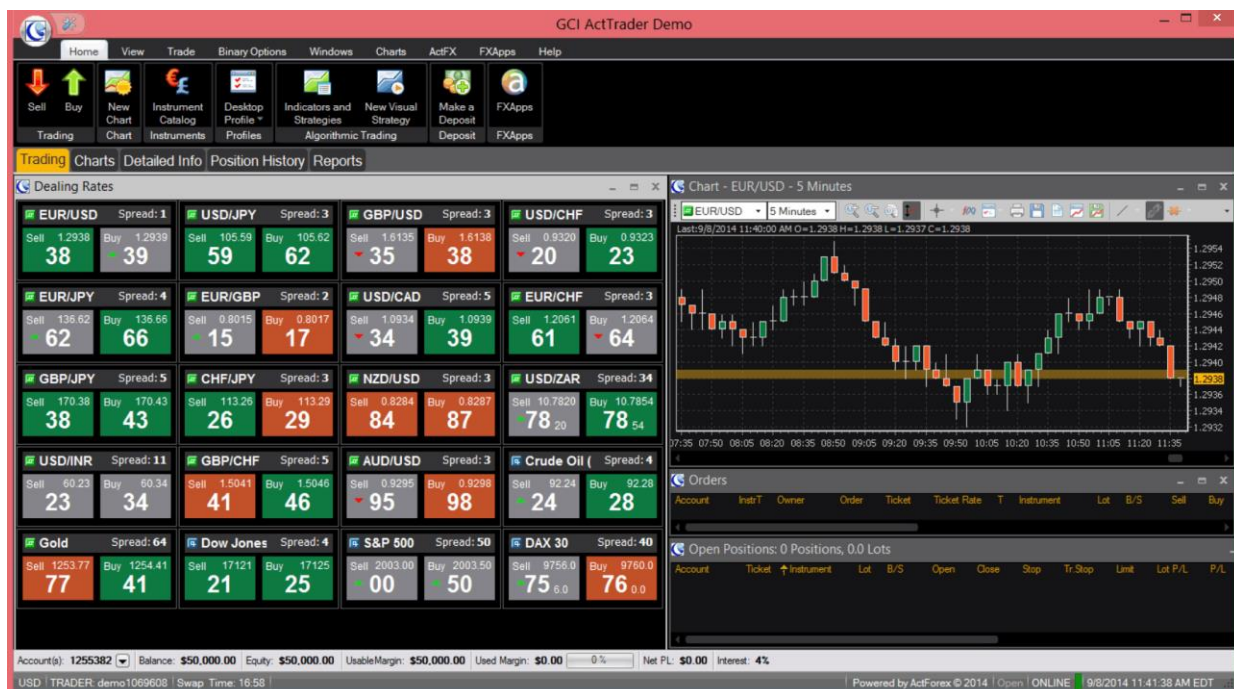 GCI ActTrader Demo
Home View Trade Binary Options Windows Charts ActFX FXApps Help
Sell Buy New Chart Instrument Catalog Desktop Profile Indicators and Strategies New Visual Strategy Make a Deposit FXApps
Trading Chart Instruments Profiles Algorithmic Trading Deposit FXApps
Trading Charts Detailed Info Position History Reports
Dealing Rates
EUR/USD Spread: 1 USD/JPY Spread: 3 GBP/USD Spread: 3 USD/CHF Spread: 3
Sell 1.2938 Buy 1.2939 Sell 105.59 Buy 105.62 Sell 1.6135 Buy 1.6138 Sell 0.9320 Buy 0.9323
38 39 59 62 35 38 20 23
EUR/JPY Spread: 4 EUR/GBP Spread: 2 USD/CAD Spread: 5 EUR/CHF Spread: 3
Sell 136.62 Buy 136.66 Sell 0.8015 Buy 0.8017 Sell 1.0934 Buy 1.0939 Sell 1.2061 Buy 1.2064
62 66 15 17 34 39 61 64
GBP/JPY Spread: 5 CHF/JPY Spread: 3 NZD/USD Spread: 3 USD/ZAR Spread: 34
Sell 170.38 Buy 170.43 Sell 113.26 Buy 113.29 Sell 0.8284 Buy 0.8287 Sell 10.7820 Buy 10.7854
38 43 26 29 84 87 78 20 78 54
USD/INR Spread: 11 GBP/CHF Spread: 5 AUD/USD Spread: 3 Crude Oil ( Spread: 4
Sell 60.23 Buy 60.34 Sell 1.5041 Buy 1.5046 Sell 0.9295 Buy 0.9298 Sell 92.24 Buy 92.28
23 34 41 46 95 98 24 28
Gold Spread: 64 Dow Jones Spread: 4 S&P 500 Spread: 50 DAX 30 Spread: 40
Sell 1253.77 Buy 1254.41 Sell 17121 Buy 17125 Sell 2003.00 Buy 2003.50 Sell 9756.0 Buy 9760.0
77 41 21 25 00 50 75 6.0 76 0.0
Chart - EUR/USD - 5 Minutes
EUR/USD 5 Minutes 100
Last:9/8/2014 11:40:00 AM O=1.2938 H=1.2938 L=1.2937 C=1.2938
1.2954
1.2952
1.2950
1.2948
1.2946
1.2944
1.2942
1.2940
1.2938
1.2936
1.2934
1.2932
07:35 07:50 08:05 08:20 08:35 08:50 09:05 09:20 09:35 09:50 10:05 10:20 10:35 10:50 11:05 11:20 11:35
Orders
Account InstrT Owner Order Ticket Ticket Rate T Instrument Lot B/S Sell Buy
Open Positions: 0 Positions, 0.0 Lots
Account Ticket Instrument Lot B/S Open Close Stop Tr.Stop Limit Lot P/L P/L
Account(s): 1255382 Balance: $50,000.00 Equity: $50,000.00 UsableMargin: $50,000.00 Used Margin: $0.00 0 % Net PL: $0.00 Interest: 4%
USD TRADER: demo1069608 Swap Time: 16:58 Powered by ActForex © 2014 Open ONLINE 9/8/2014 11:41:38 AM EDT